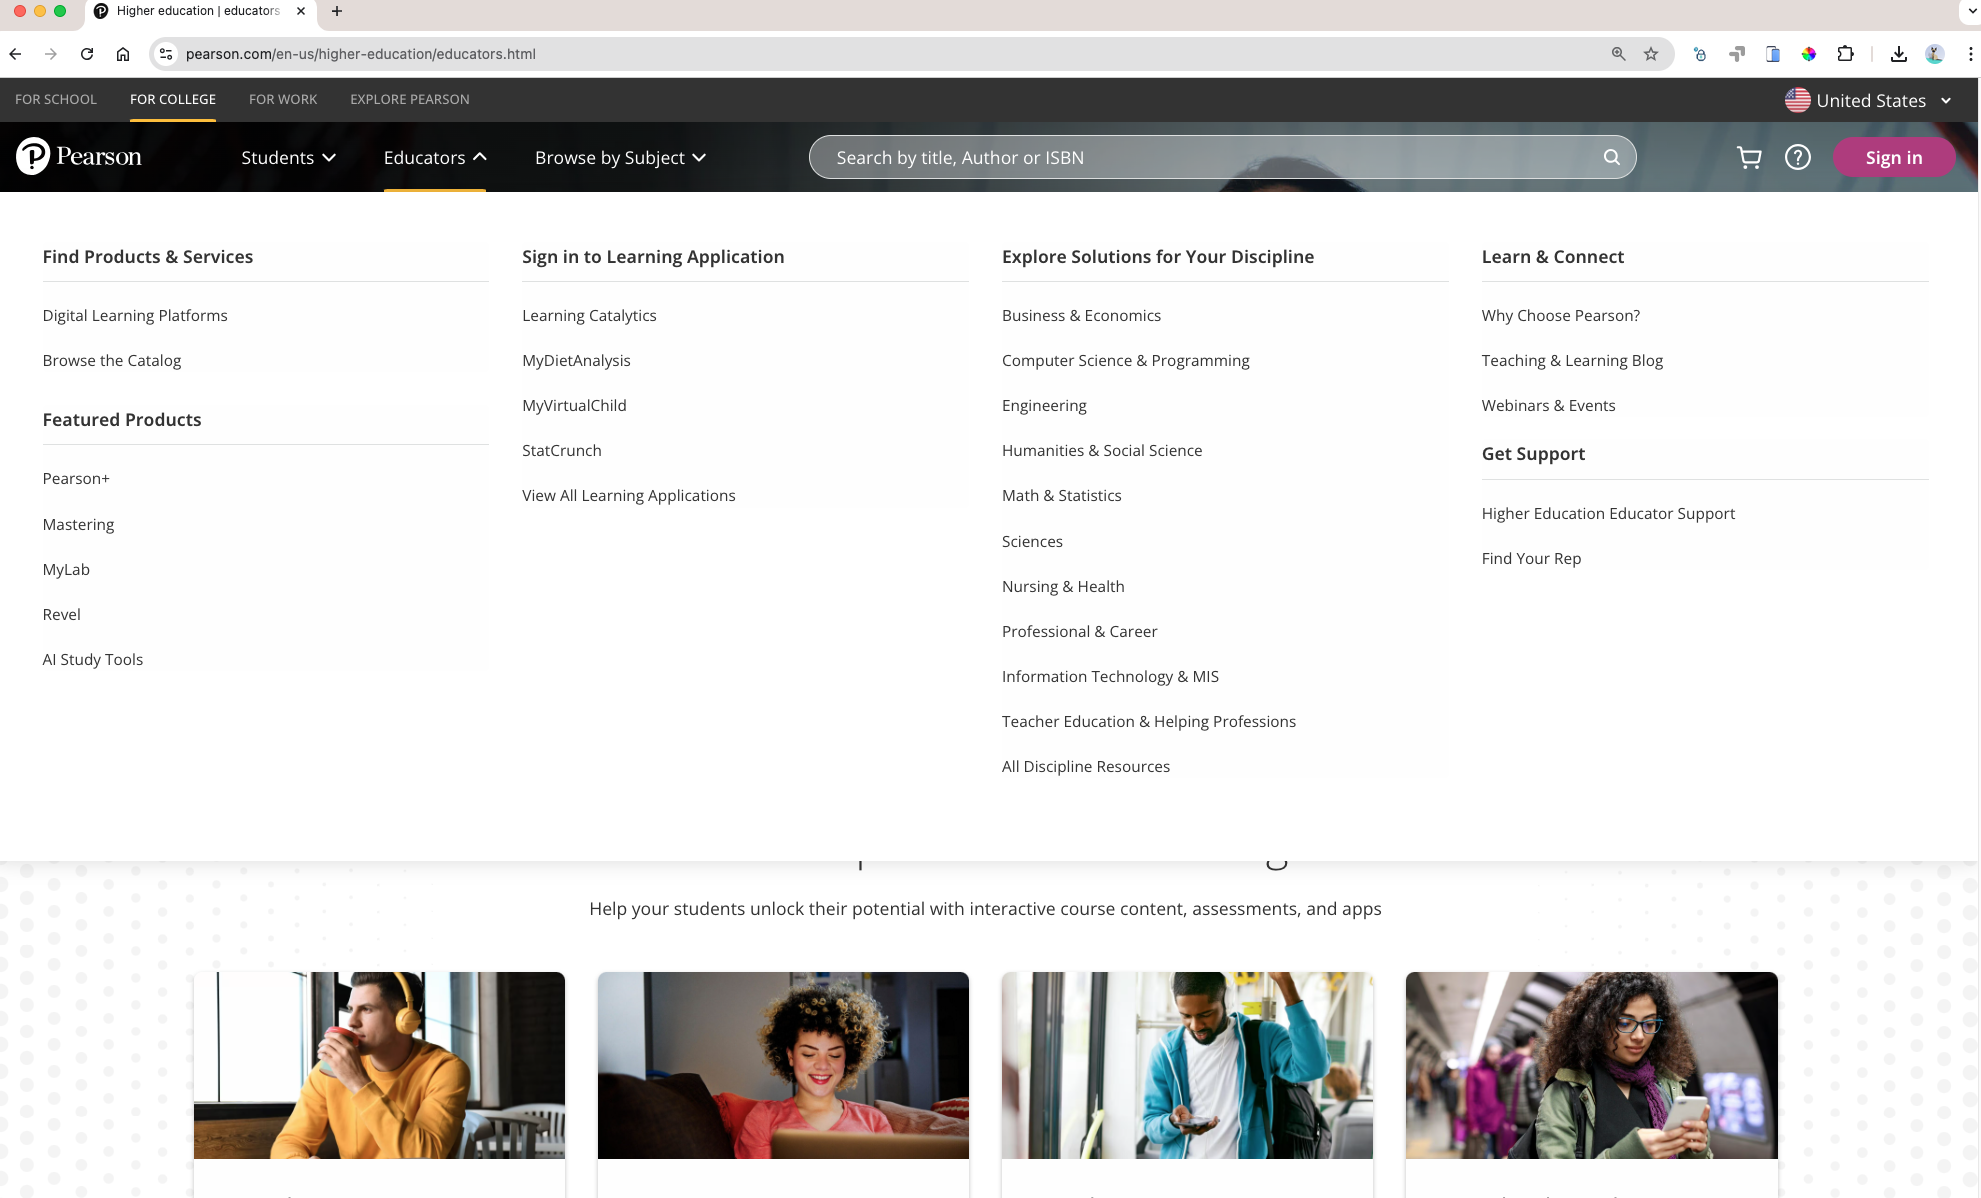 Higher education | educators
pearson.com/en-us/higher-education/educators.html
FOR SCHOOL
FOR COLLEGE
FOR WORK
EXPLORE PEARSON
United States
Pearson
Students
Educators
Browse by Subject
Search by title, Author or ISBN
Sign in
Find Products & Services
Digital Learning Platforms
Browse the Catalog
Featured Products
Pearson+
Mastering
MyLab
Revel
AI Study Tools
Sign in to Learning Application
Learning Catalytics
MyDietAnalysis
MyVirtualChild
StatCrunch
View All Learning Applications
Explore Solutions for Your Discipline
Business & Economics
Computer Science & Programming
Engineering
Humanities & Social Science
Math & Statistics
Sciences
Nursing & Health
Professional & Career
Information Technology & MIS
Teacher Education & Helping Professions
All Discipline Resources
Learn & Connect
Why Choose Pearson?
Teaching & Learning Blog
Webinars & Events
Get Support
Higher Education Educator Support
Find Your Rep
Help your students unlock their potential with interactive course content, assessments, and apps